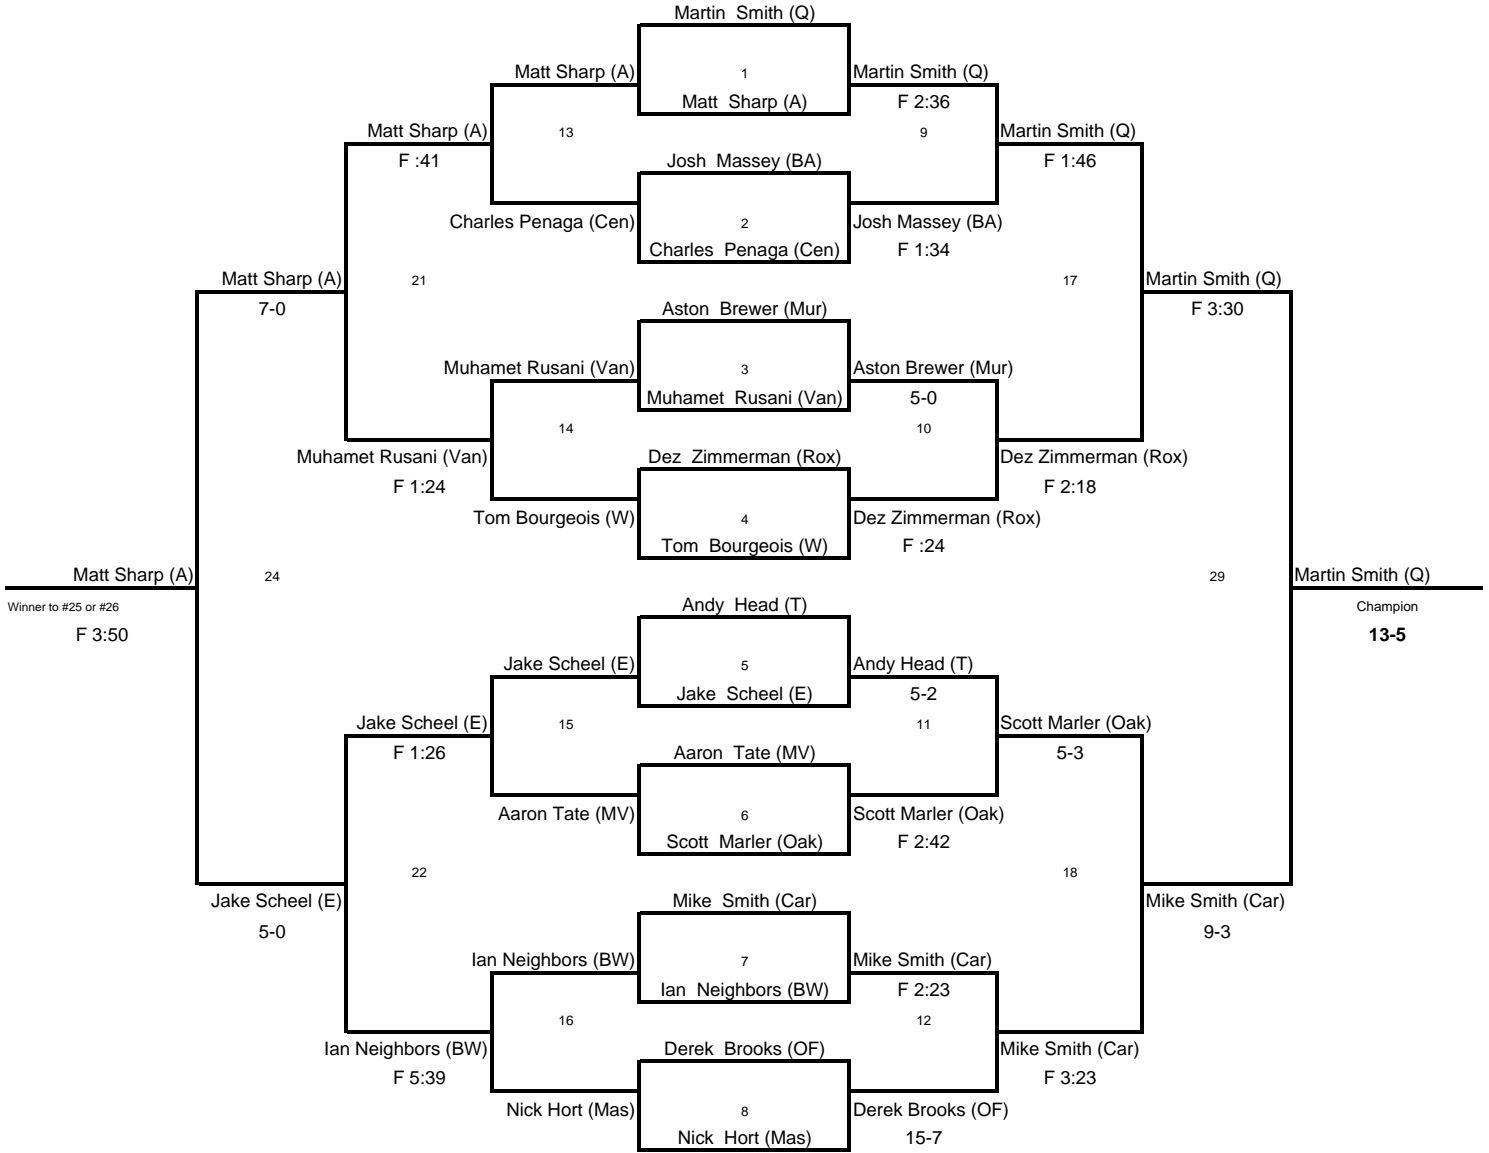 Martin Smith (Q)
Matt Sharp (A)
1
Martin Smith (Q)
Matt Sharp (A)
F 2:36
Matt Sharp (A)
13
9
Martin Smith (Q)
F :41
Josh Massey (BA)
F 1:46
Charles Penaga (Cen)
2
Josh Massey (BA)
Charles Penaga (Cen)
F 1:34
Matt Sharp (A)
21
17
Martin Smith (Q)
7-0
Aston Brewer (Mur)
F 3:30
Muhamet Rusani (Van)
3
Aston Brewer (Mur)
Muhamet Rusani (Van)
5-0
14
10
Muhamet Rusani (Van)
Dez Zimmerman (Rox)
Dez Zimmerman (Rox)
F 1:24
F 2:18
Tom Bourgeois (W)
4
Dez Zimmerman (Rox)
Tom Bourgeois (W)
F :24
Matt Sharp (A)
24
29
Martin Smith (Q)
Winner to #25 or #26
Andy Head (T)
Champion
F 3:50
13-5
Jake Scheel (E)
5
Andy Head (T)
Jake Scheel (E)
5-2
Jake Scheel (E)
15
11
Scott Marler (Oak)
F 1:26
Aaron Tate (MV)
5-3
Aaron Tate (MV)
6
Scott Marler (Oak)
Scott Marler (Oak)
F 2:42
22
18
Jake Scheel (E)
Mike Smith (Car)
Mike Smith (Car)
5-0
9-3
Ian Neighbors (BW)
7
Mike Smith (Car)
Ian Neighbors (BW)
F 2:23
16
12
Ian Neighbors (BW)
Derek Brooks (OF)
Mike Smith (Car)
F 5:39
F 3:23
Nick Hort (Mas)
8
Derek Brooks (OF)
Nick Hort (Mas)
15-7